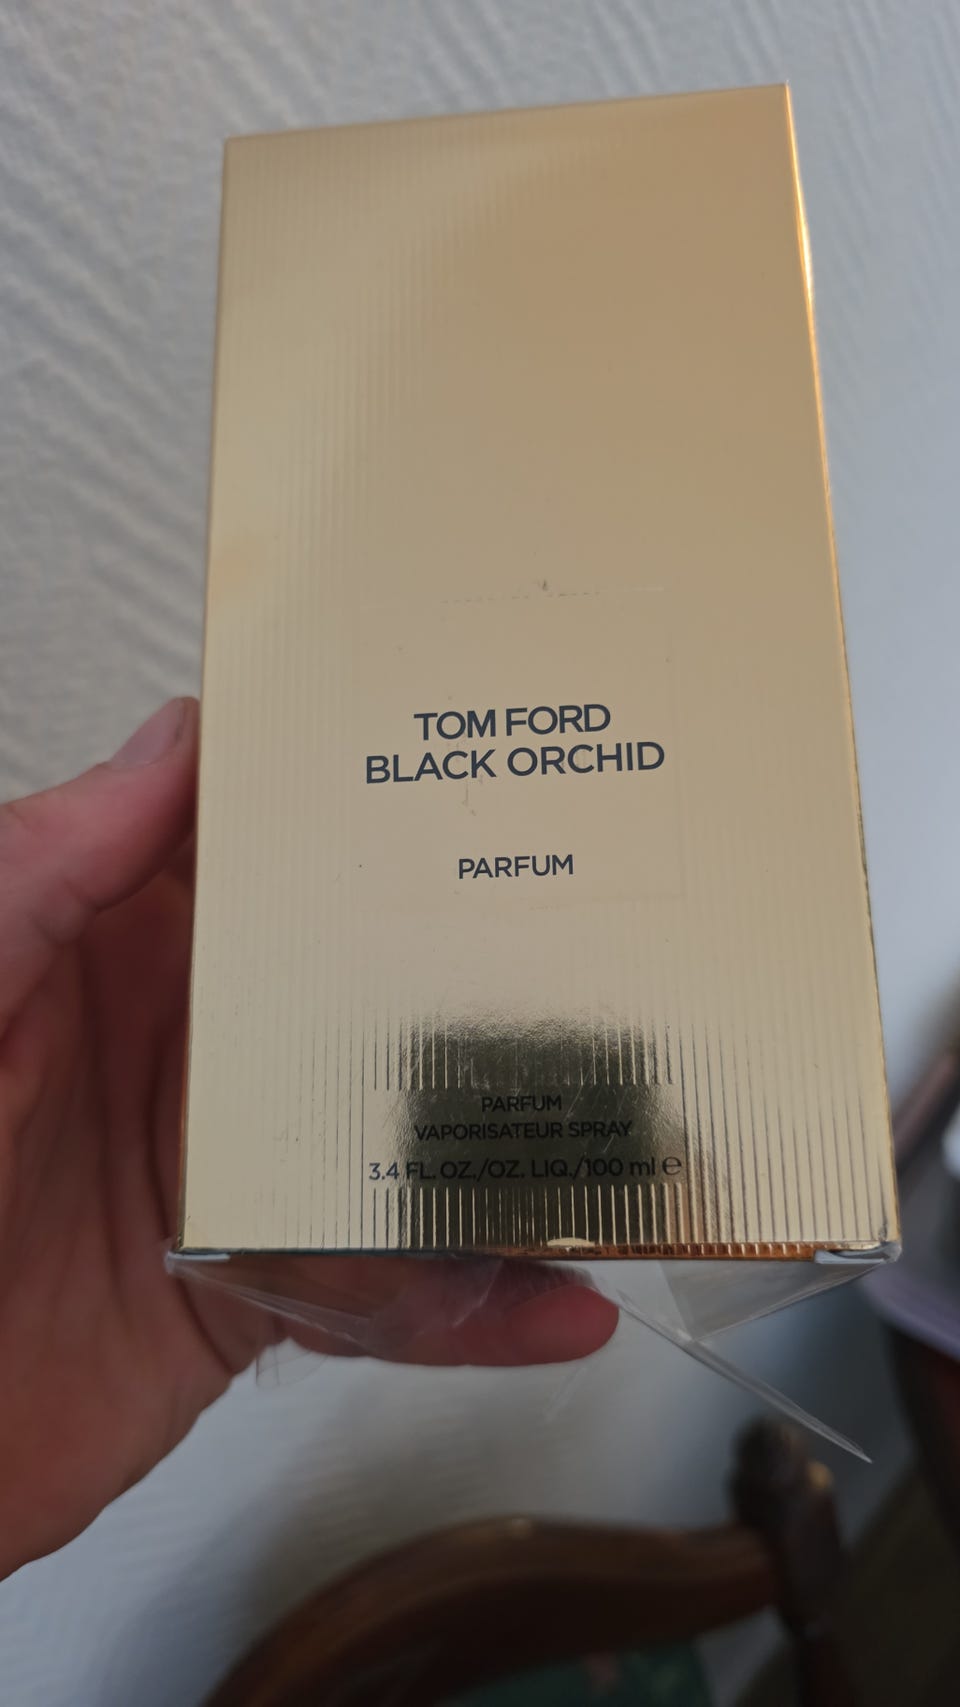 TOM FORD
BLACK ORCHID
PARFUM
PARFUM
VAPORISATEUR SPRAY
3.4 FL. OZ./OZ. LIQ./100 ml ℮